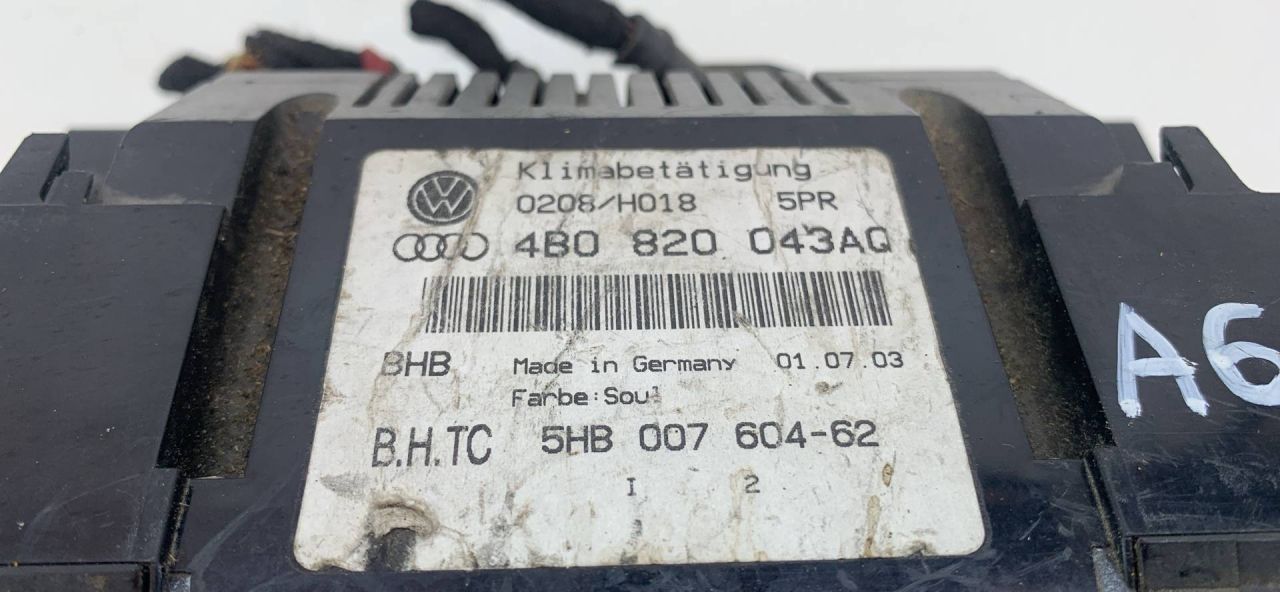 Klimabetätigung
0208/H018 5PR
4B0 820 043AQ
BHB Made in Germany 01.07.03
Farbe:Soul
B.H.TC 5HB 007 604-62
I 2
A6